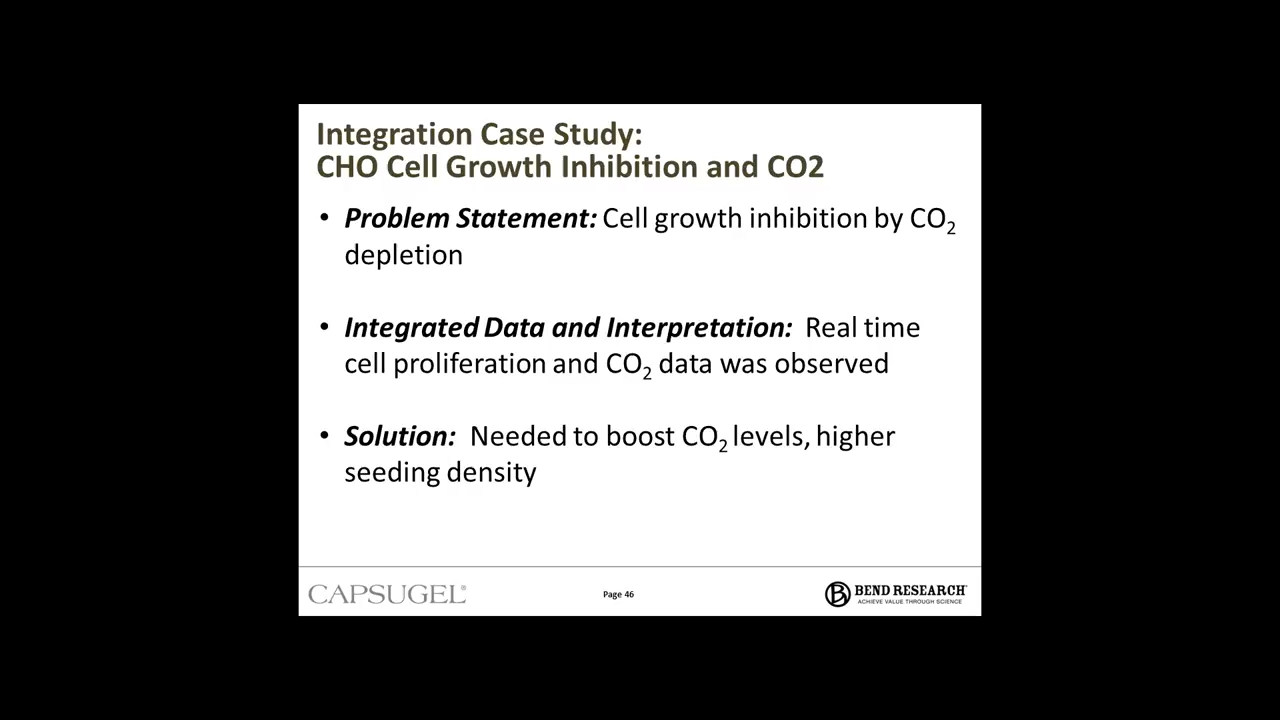 Integration Case Study:
CHO Cell Growth Inhibition and CO2
• Problem Statement: Cell growth inhibition by CO₂
depletion
• Integrated Data and Interpretation: Real time
cell proliferation and CO₂ data was observed
• Solution: Needed to boost CO₂ levels, higher
seeding density
CAPSUGEL®
Page 46
B BEND RESEARCH
ACHIEVE VALUE THROUGH SCIENCE